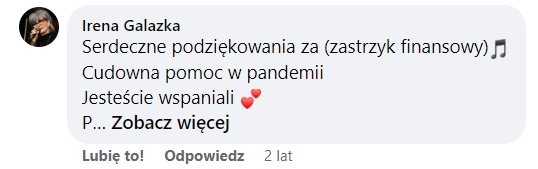 Irena Galazka
Serdeczne podziękowania za (zastrzyk finansowy)🎵
Cudowna pomoc w pandemii
Jesteście wspaniali 💕
P... Zobacz więcej
Lubię to! Odpowiedz 2 lat